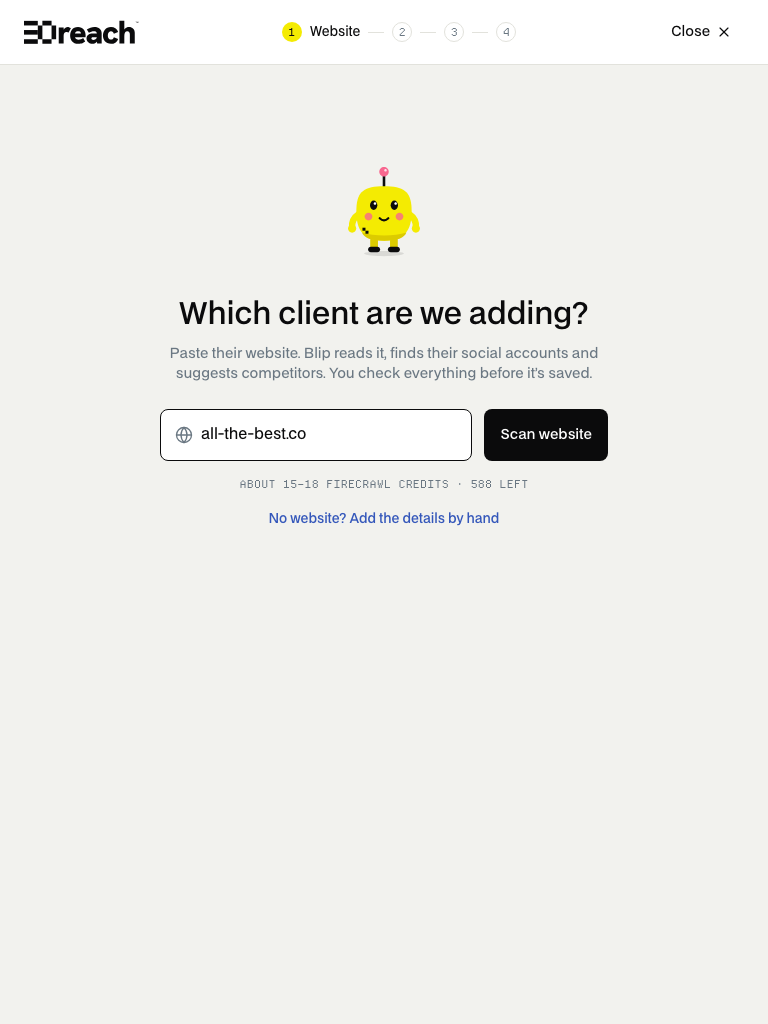 reach
1 Website 2 3 4
Close
Which client are we adding?
Paste their website. Blip reads it, finds their social accounts and
suggests competitors. You check everything before it's saved.
all-the-best.co
Scan website
ABOUT 15–18 FIRECRAWL CREDITS · 588 LEFT
No website? Add the details by hand